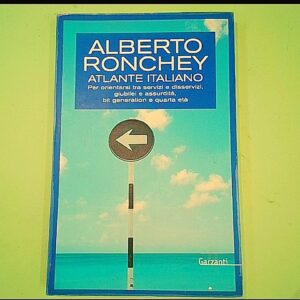 ALBERTO
RONCHEY
ATLANTE ITALIANO
Per orientarsi tra servizi e disservizi,
giubilei e assurdità,
bit generation e quarta età
Garzanti